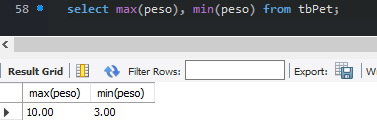 58 select max(peso), min(peso) from tbPet;
Result Grid Filter Rows: Export:
max(peso) min(peso)
10.00 3.00